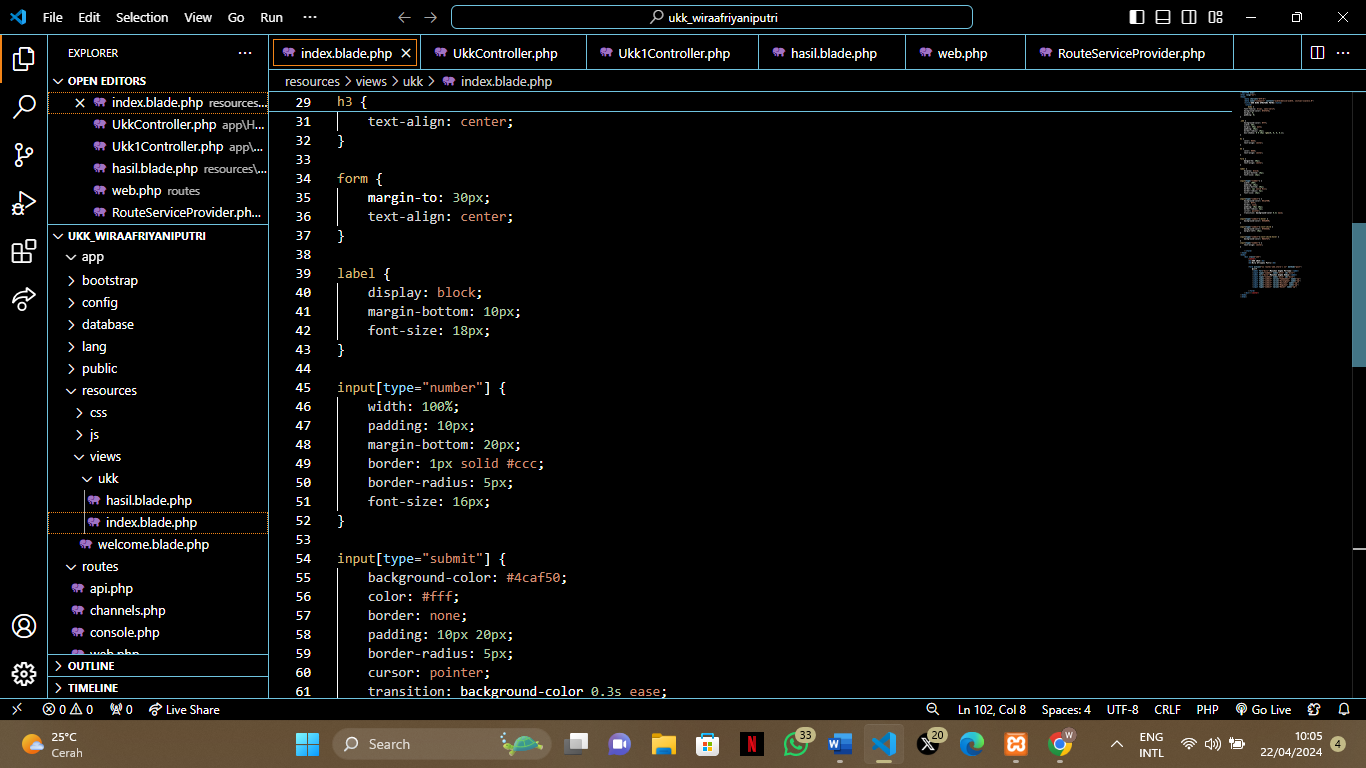 File Edit Selection View Go Run ··· ukk_wiraafriyaniputri
EXPLORER ···
OPEN EDITORS
index.blade.php resources...
UkkController.php app\H...
Ukk1Controller.php app\...
hasil.blade.php resources\...
web.php routes
RouteServiceProvider.ph...
UKK_WIRAAFRIYANIPUTRI
app
bootstrap
config
database
lang
public
resources
css
js
views
ukk
hasil.blade.php
index.blade.php
welcome.blade.php
routes
api.php
channels.php
console.php
web.php
OUTLINE
TIMELINE
index.blade.php UkkController.php Ukk1Controller.php hasil.blade.php web.php RouteServiceProvider.php ···
resources > views > ukk > index.blade.php
29 h3 {
31 text-align: center;
32 }
33
34 form {
35 margin-to: 30px;
36 text-align: center;
37 }
38
39 label {
40 display: block;
41 margin-bottom: 10px;
42 font-size: 18px;
43 }
44
45 input[type="number"] {
46 width: 100%;
47 padding: 10px;
48 margin-bottom: 20px;
49 border: 1px solid #ccc;
50 border-radius: 5px;
51 font-size: 16px;
52 }
53
54 input[type="submit"] {
55 background-color: #4caf50;
56 color: #fff;
57 border: none;
58 padding: 10px 20px;
59 border-radius: 5px;
60 cursor: pointer;
61 transition: background-color 0.3s ease;
0 0 0 Live Share Ln 102, Col 8 Spaces: 4 UTF-8 CRLF PHP Go Live
25°C
Cerah
Search
33
20
W
ENG
INTL
10:05
22/04/2024
4